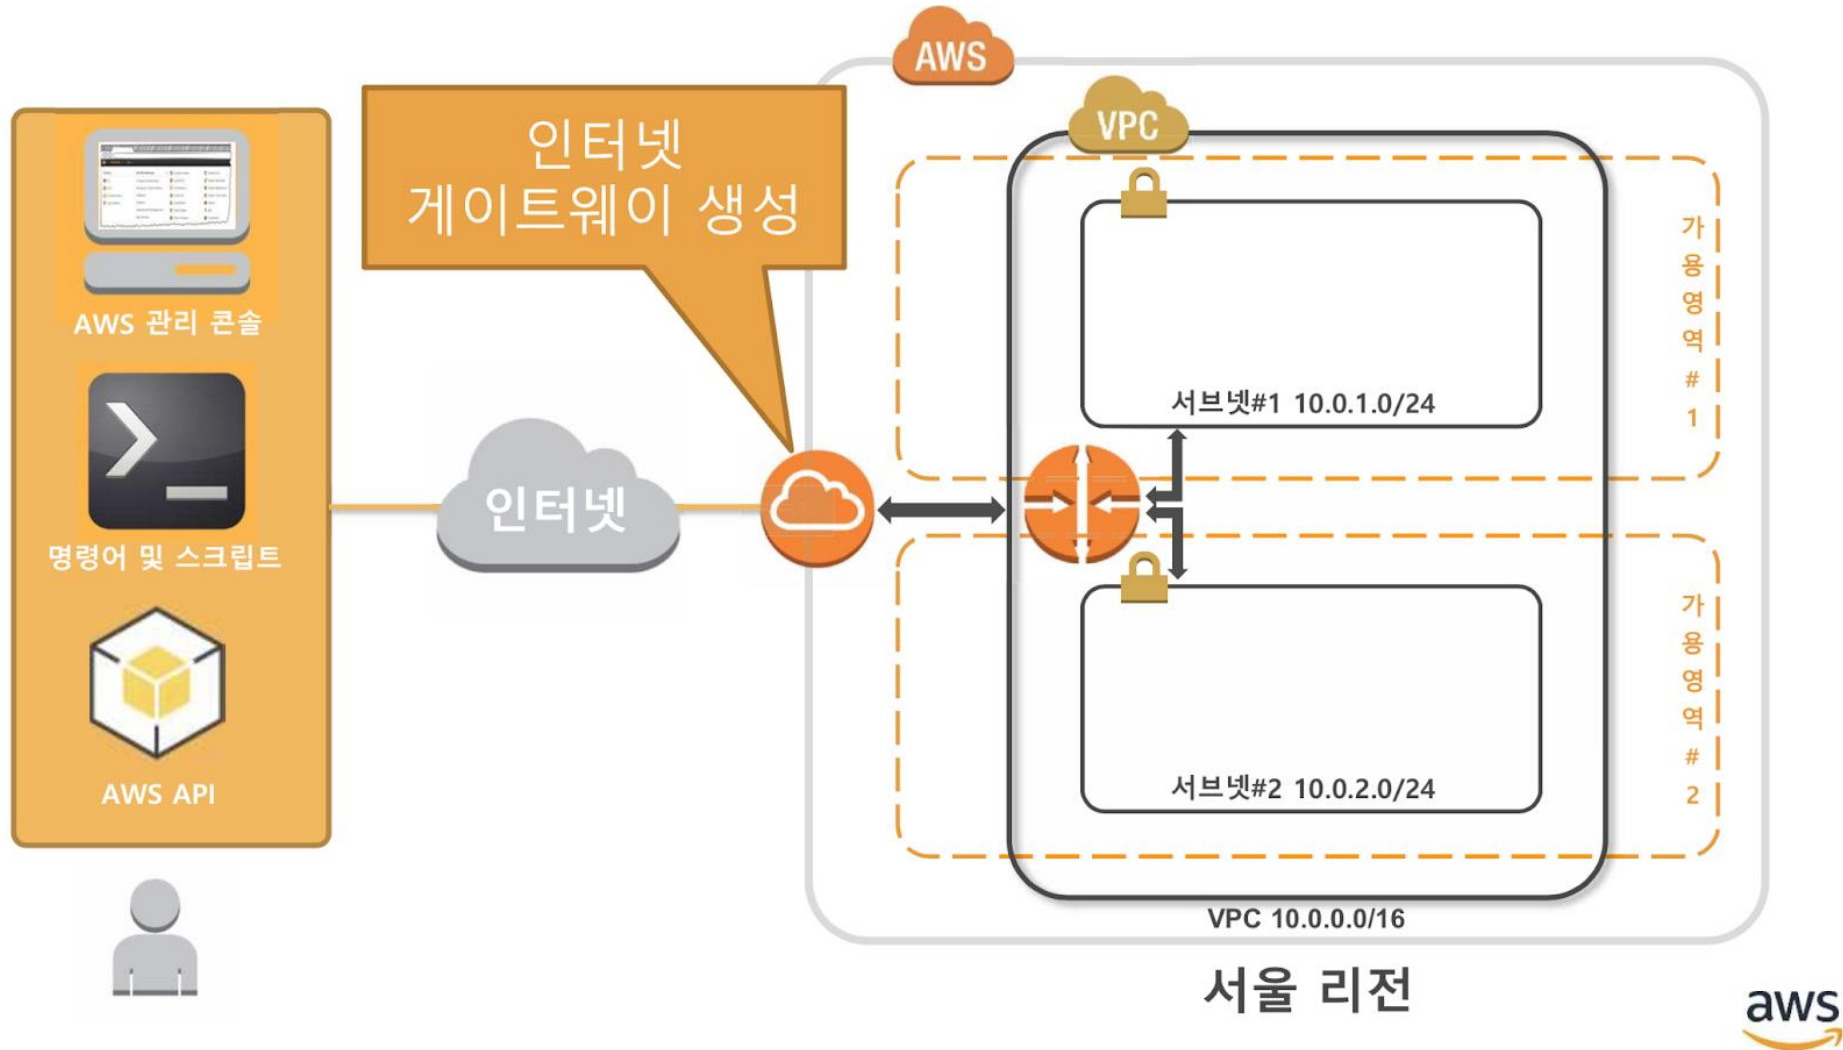 AWS
VPC
인터넷
게이트웨이 생성
AWS 관리 콘솔
명령어 및 스크립트
AWS API
인터넷
서브넷#1 10.0.1.0/24
가용영역#1
서브넷#2 10.0.2.0/24
가용영역#2
VPC 10.0.0.0/16
서울 리전
aws